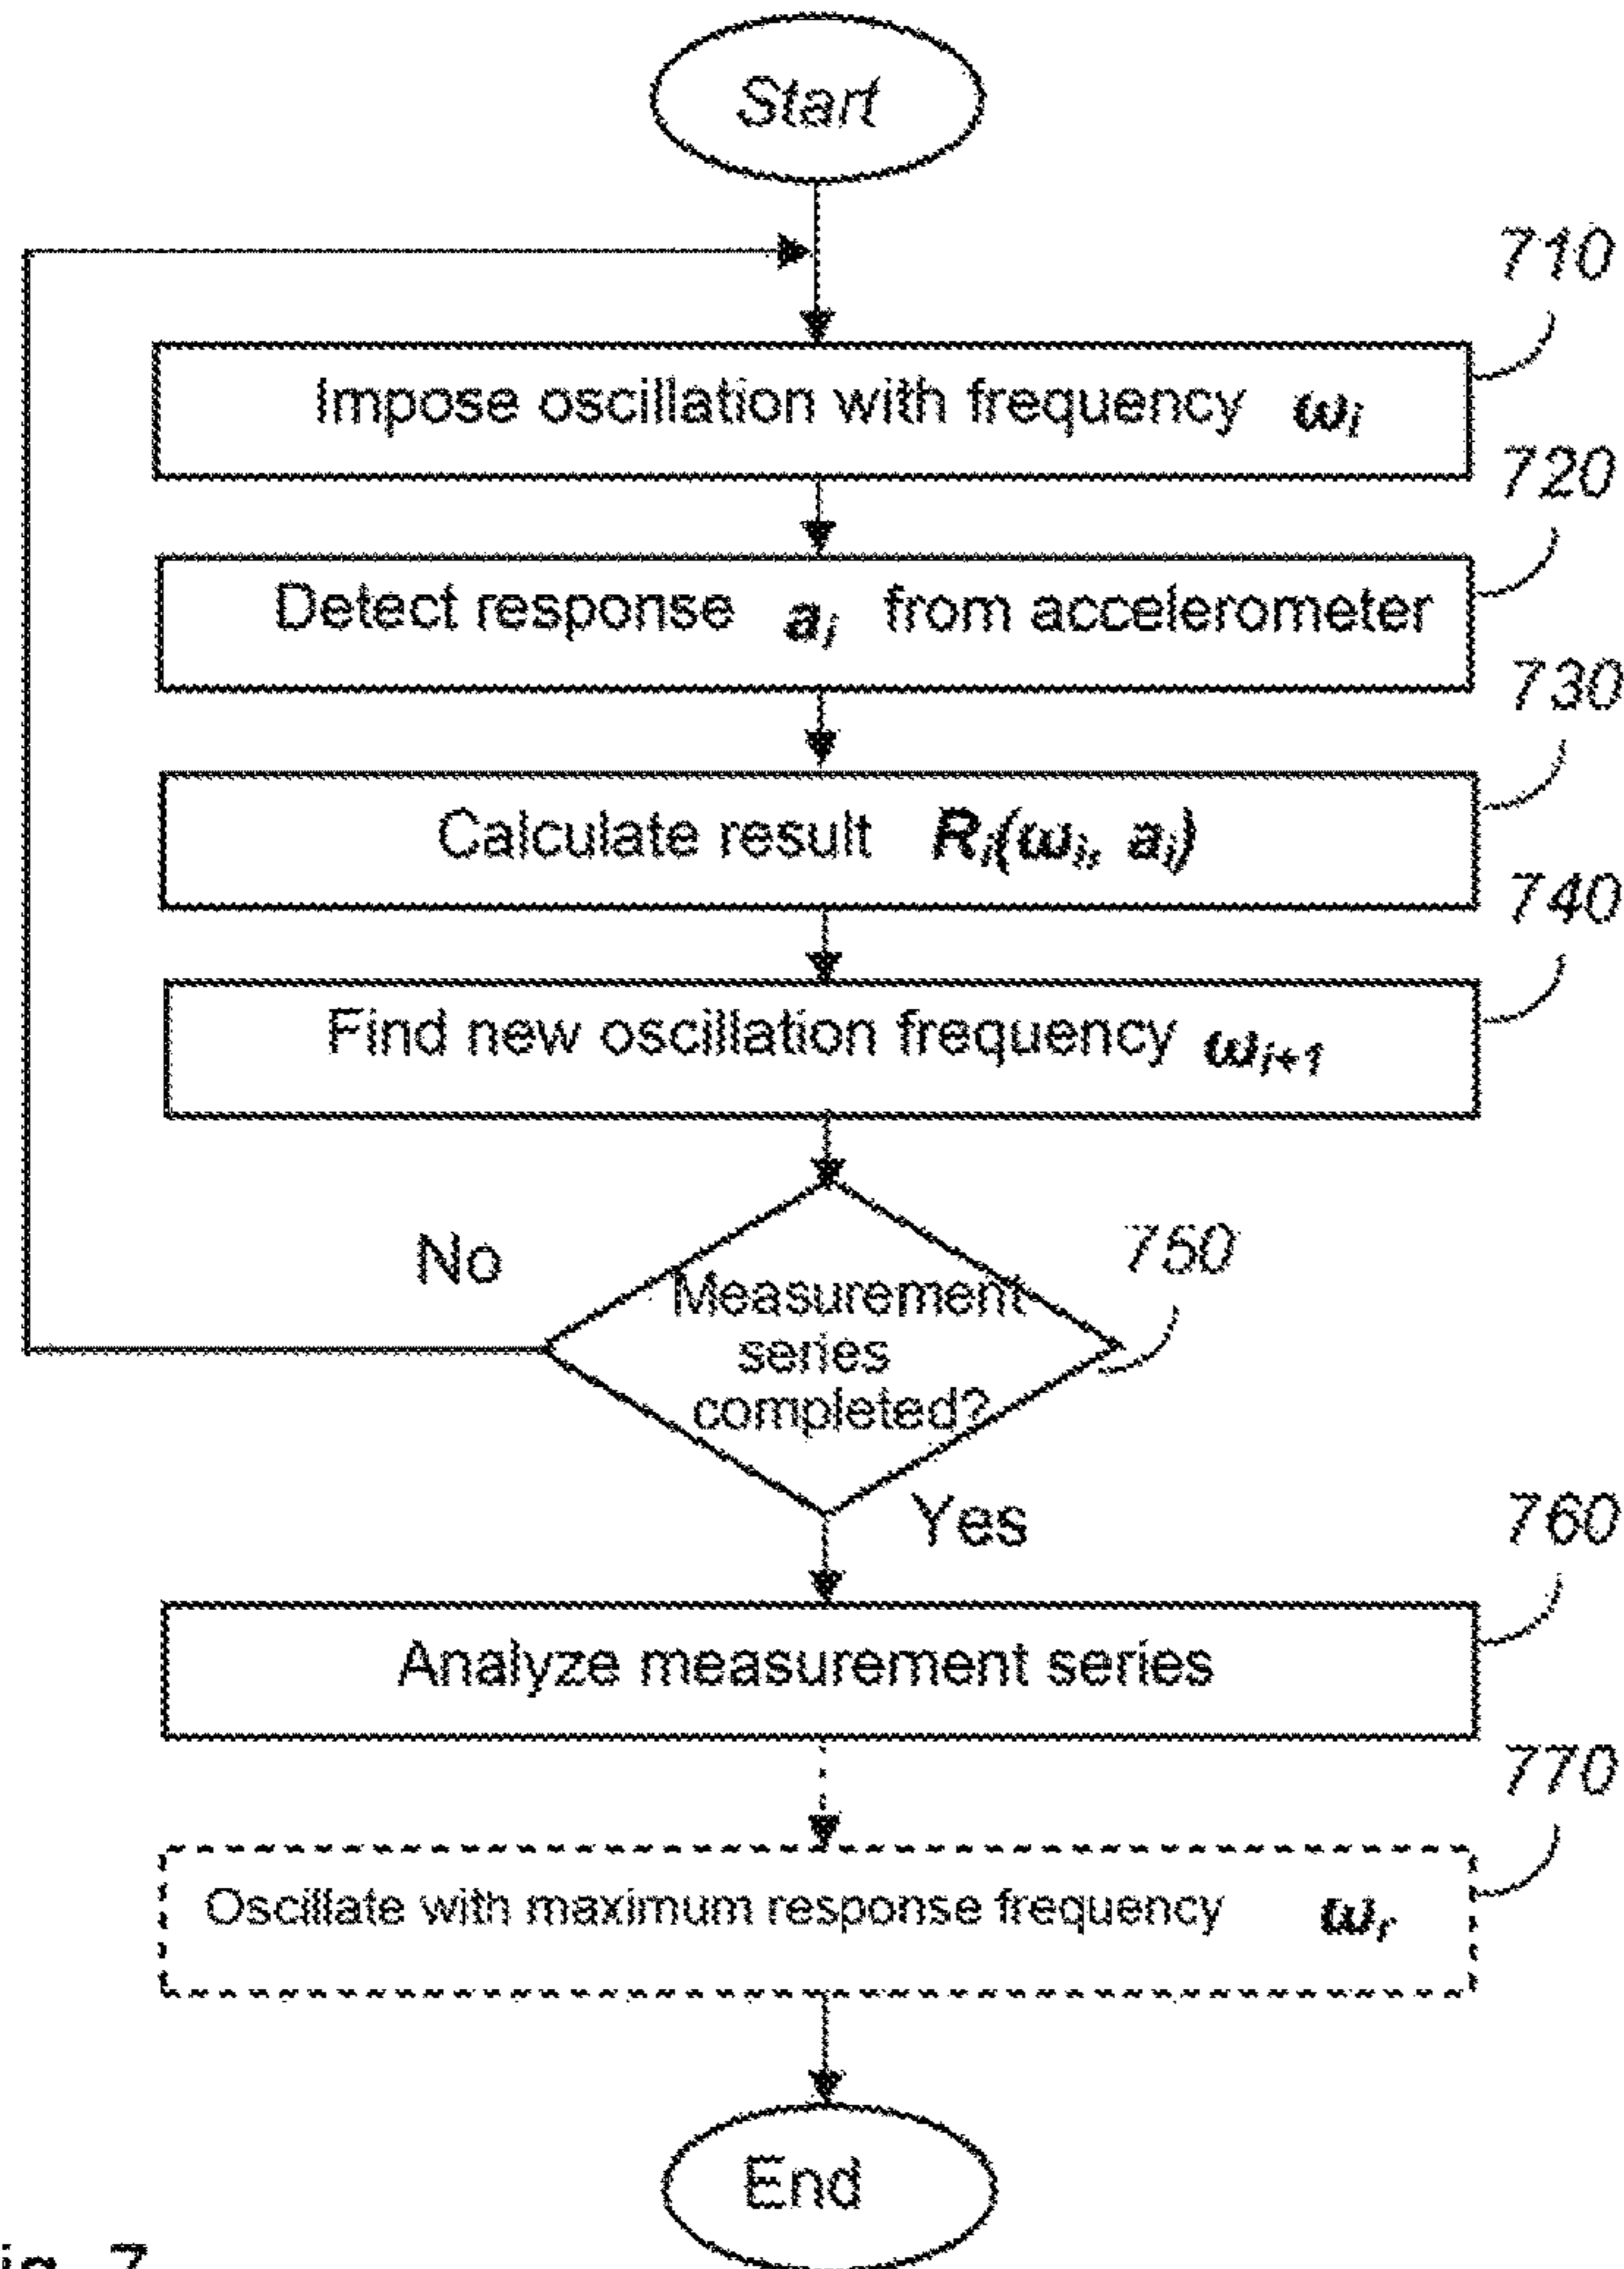 Start
710
Impose oscillation with frequency ωi
720
Detect response ai from accelerometer
730
Calculate result Ri(ωi, ai)
740
Find new oscillation frequency ωi+1
No
750
Measurement
series
completed?
Yes
760
Analyze measurement series
770
Oscillate with maximum response frequency ωr
End
7